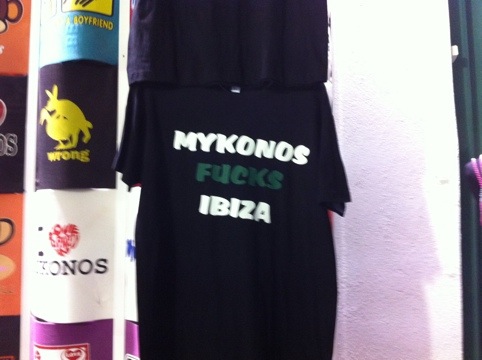 BOYFRIEND
wrong
KONOS
MYKONOS
FUCKS
IBIZA